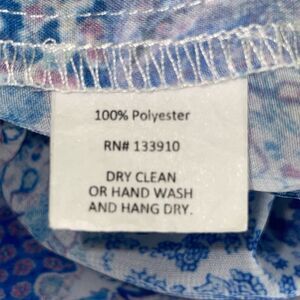 100% Polyester
RN# 133910
DRY CLEAN
OR HAND WASH
AND HANG DRY.